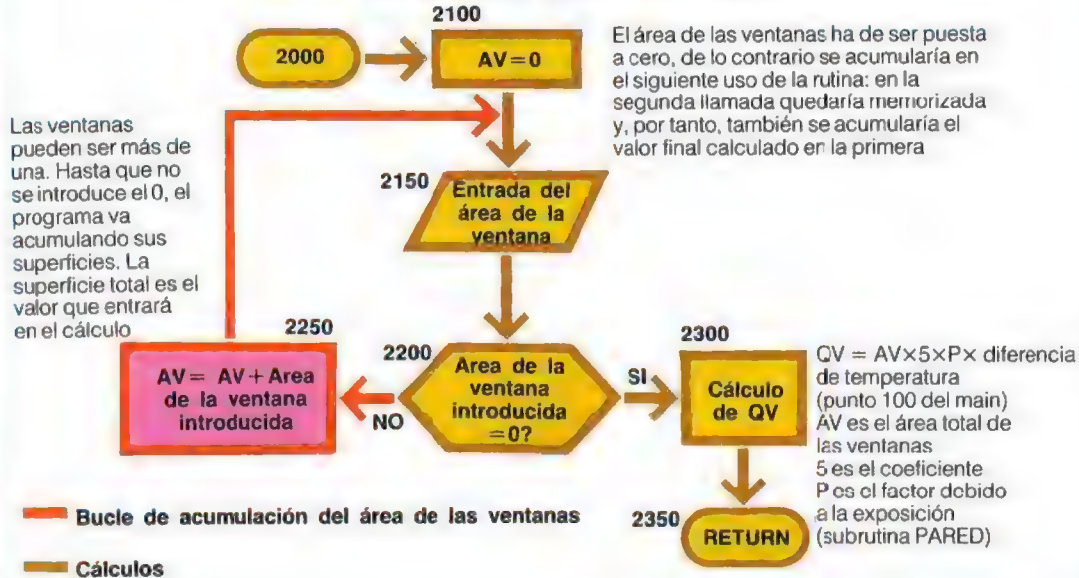 2100
2000
AV=0
El área de las ventanas ha de ser puesta
a cero, de lo contrario se acumularía en
el siguiente uso de la rutina: en la
segunda llamada quedaría memorizada
y, por tanto, también se acumularía el
valor final calculado en la primera
Las ventanas
pueden ser más de
una. Hasta que no
se introduce el 0, el
programa va
acumulando sus
superficies. La
superficie total es el
valor que entrará
en el cálculo
2150
Entrada del
área de la
ventana
2250
AV= AV+Area
de la ventana
introducida
NO
2200
Area de la
ventana
introducida
=0?
SI
2300
Cálculo
de QV
QV = AV×5×P× diferencia
de temperatura
(punto 100 del main)
AV es el área total de
las ventanas
5 es el coeficiente
P es el factor debido
a la exposición
(subrutina PARED)
2350
RETURN
Bucle de acumulación del área de las ventanas
Cálculos